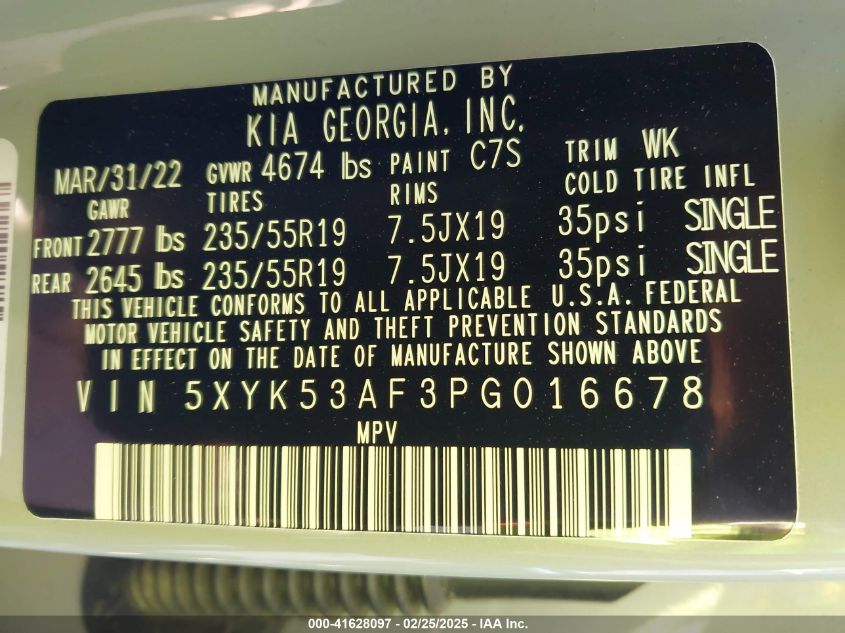 MANUFACTURED BY
KIA GEORGIA, INC.
MAR/31/22 GVWR 4674 lbs PAINT C7S TRIM WK
GAWR TIRES RIMS COLD TIRE INFL
FRONT 2777 lbs 235/55R19 7.5JX19 35psi SINGLE
REAR 2645 lbs 235/55R19 7.5JX19 35psi SINGLE
THIS VEHICLE CONFORMS TO ALL APPLICABLE U.S.A. FEDERAL
MOTOR VEHICLE SAFETY AND THEFT PREVENTION STANDARDS
IN EFFECT ON THE DATE OF MANUFACTURE SHOWN ABOVE
VIN 5XYK53AF3PG016678
MPV
000-41628097 - 02/25/2025 - IAA Inc.